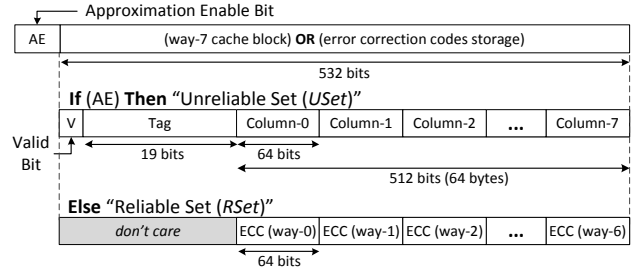 Approximation Enable Bit
AE (way-7 cache block) OR (error correction codes storage)
532 bits
If (AE) Then “Unreliable Set (USet)”
V Tag Column-0 Column-1 Column-2 ... Column-7
Valid Bit
19 bits 64 bits
512 bits (64 bytes)
Else “Reliable Set (RSet)”
don’t care ECC (way-0) ECC (way-1) ECC (way-2) ... ECC (way-6)
64 bits